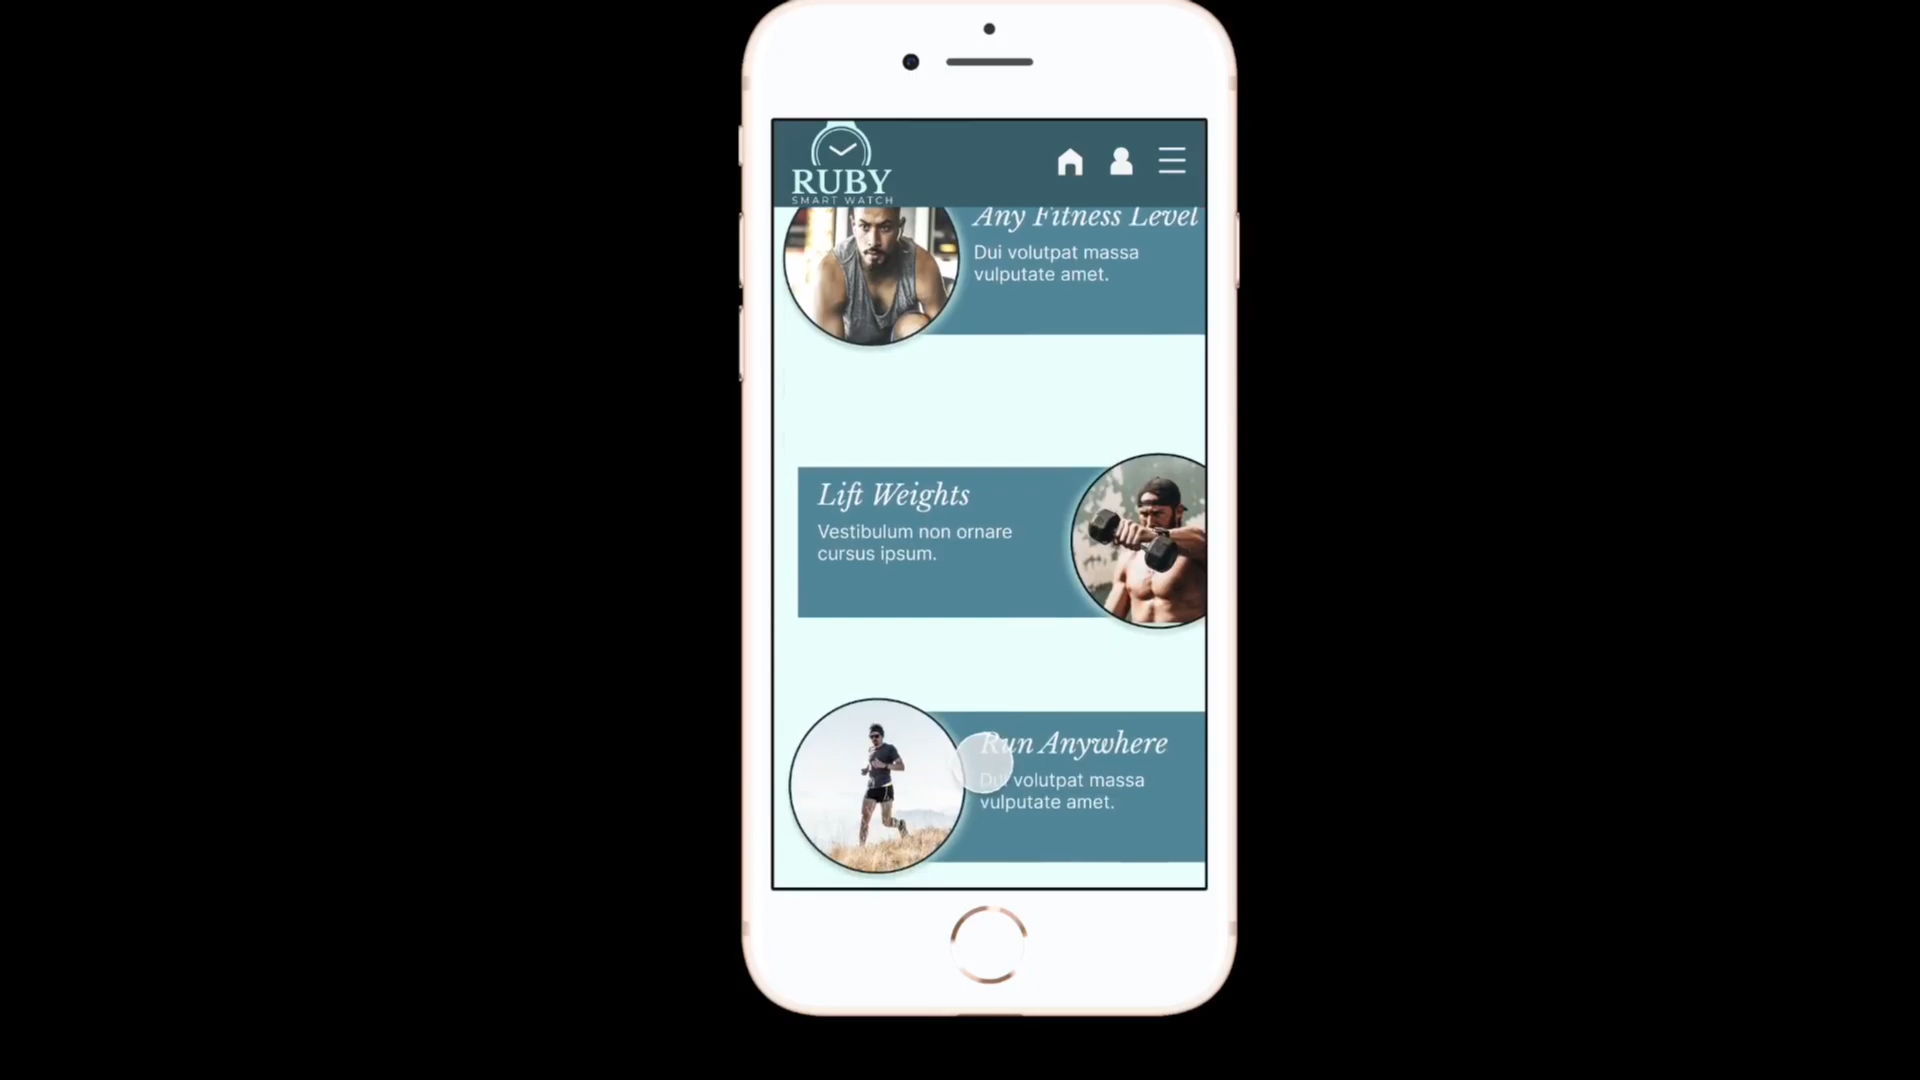 RUBY
SMART WATCH
Any Fitness Level
Dui volutpat massa
vulputate amet.
Lift Weights
Vestibulum non ornare
cursus ipsum.
Run Anywhere
Dui volutpat massa
vulputate amet.